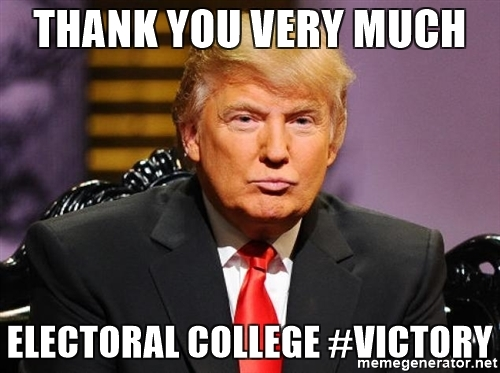 THANK YOU VERY MUCH
ELECTORAL COLLEGE #VICTORY
memegenerator.net